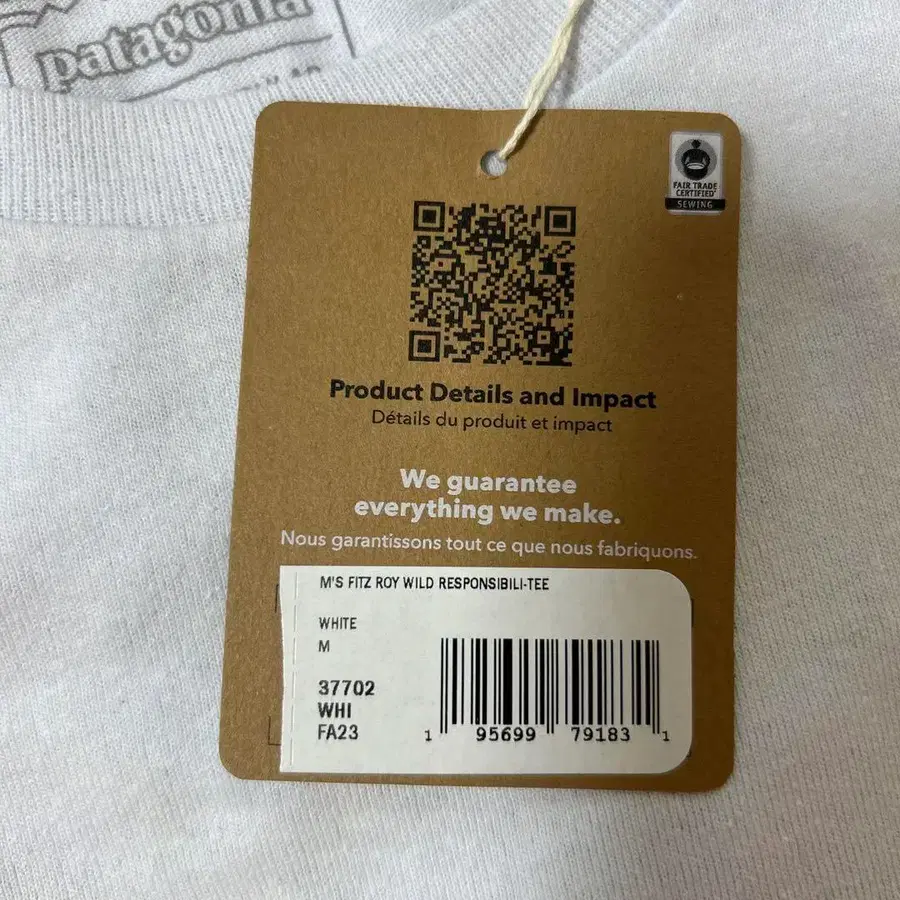 patagonia
FAIR TRADE
CERTIFIED
SEWING
Product Details and Impact
Détails du produit et impact
We guarantee
everything we make.
Nous garantissons tout ce que nous fabriquons.
M'S FITZ ROY WILD RESPONSIBILI-TEE
WHITE
M
37702
WHI
FA23
1 95699 79183 1